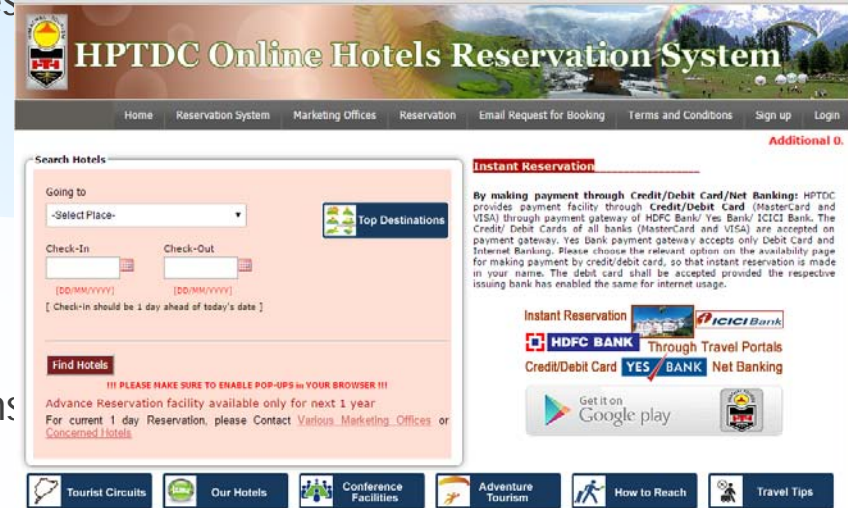 es
HPTDC Online Hotels Reservation System
Home Reservation System Marketing Offices Reservation Email Request for Booking Terms and Conditions Sign up Login
Additional 0.
Search Hotels
Going to
-Select Place-
Top Destinations
Check-In Check-Out
[DD/MM/YYYY] [DD/MM/YYYY]
[ Check-in should be 1 day ahead of today's date ]
Find Hotels
!!! PLEASE MAKE SURE TO ENABLE POP-UPS in YOUR BROWSER !!!
Advance Reservation facility available only for next 1 year
For current 1 day Reservation, please Contact Various Marketing Offices or
Concerned Hotels
ns
Instant Reservation
By making payment through Credit/Debit Card/Net Banking: HPTDC
provides payment facility through Credit/Debit Card (MasterCard and
VISA) through payment gateway of HDFC Bank/ Yes Bank/ ICICI Bank. The
Credit/ Debit Cards of all banks (MasterCard and VISA) are accepted on
payment gateway. Yes Bank payment gateway accepts only Debit Card and
Internet Banking. Please choose the relevant option on the availability page
for making payment by credit/debit card, so that instant reservation is made
in your name. The debit card shall be accepted provided the respective
issuing bank has enabled the same for internet usage.
Instant Reservation ICICI Bank
HDFC BANK Through Travel Portals
Credit/Debit Card YES BANK Net Banking
Get it on
Google play
Tourist Circuits
Our Hotels
Conference
Facilities
Adventure
Tourism
How to Reach
Travel Tips